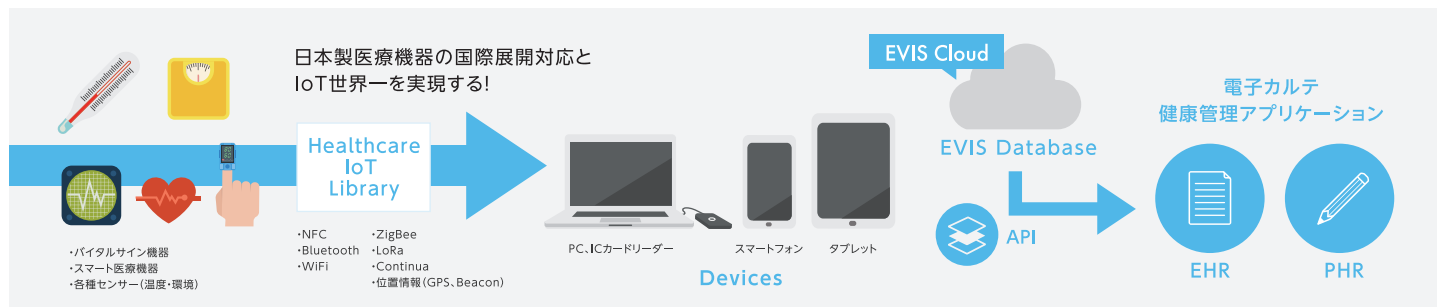 日本製医療機器の国際展開対応と
IoT世界一を実現する!
・バイタルサイン機器
・スマート医療機器
・各種センサー(温度・環境)
Healthcare
IoT
Library
・NFC
・Bluetooth
・WiFi
・ZigBee
・LoRa
・Continua
・位置情報(GPS、Beacon)
PC、ICカードリーダー
スマートフォン
タブレット
Devices
EVIS Cloud
EVIS Database
API
電子カルテ
健康管理アプリケーション
EHR
PHR